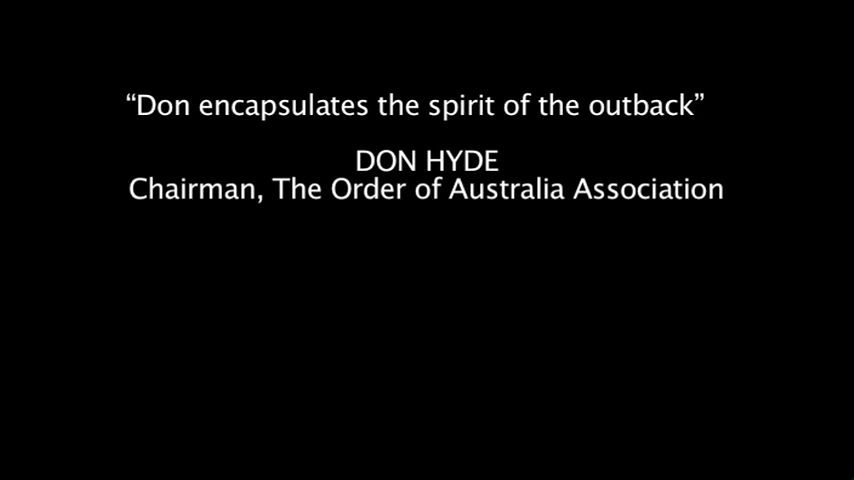 “Don encapsulates the spirit of the outback”
DON HYDE
Chairman, The Order of Australia Association